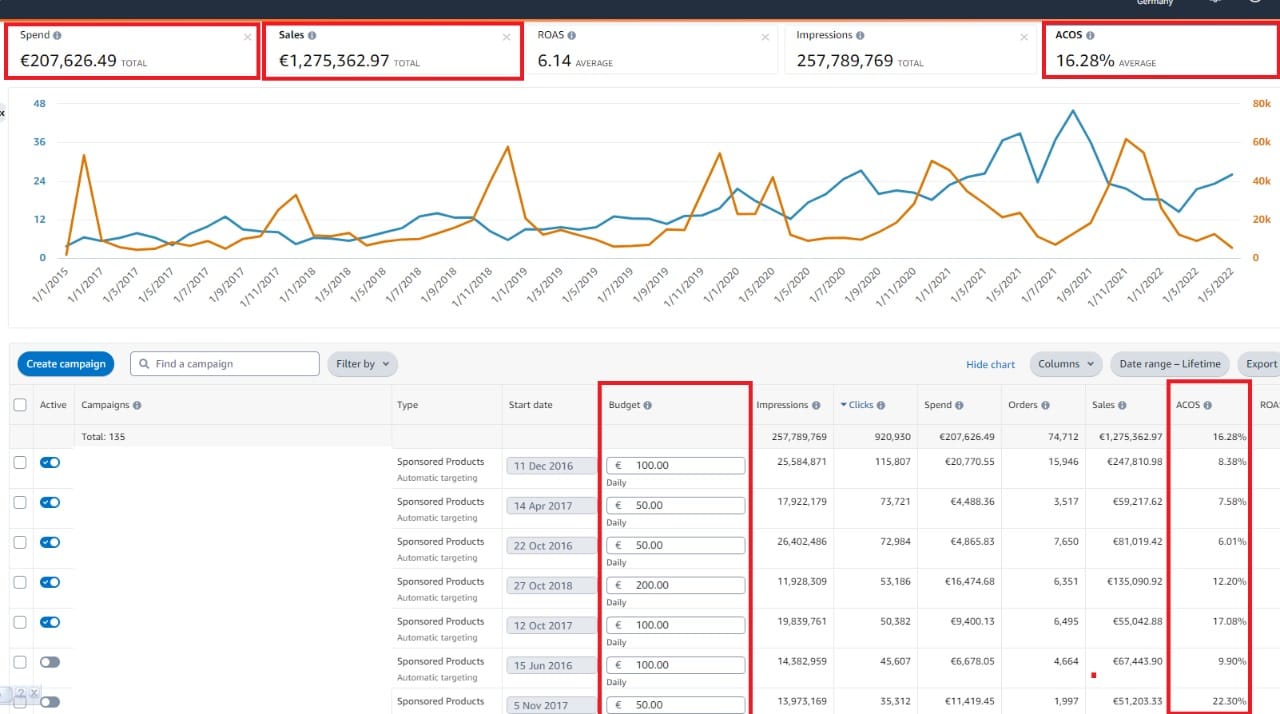 Germany
Spend
€207,626.49 TOTAL
Sales
€1,275,362.97 TOTAL
ROAS
6.14 AVERAGE
Impressions
257,789,769 TOTAL
ACOS
16.28% AVERAGE
48 80k
36 60k
24 40k
12 20k
0 0
1/1/2015 1/1/2017 1/3/2017 1/5/2017 1/7/2017 1/9/2017 1/11/2017 1/1/2018 1/3/2018 1/5/2018 1/7/2018 1/9/2018 1/11/2018 1/1/2019 1/3/2019 1/5/2019 1/7/2019 1/9/2019 1/11/2019 1/1/2020 1/3/2020 1/5/2020 1/7/2020 1/9/2020 1/11/2020 1/1/2021 1/3/2021 1/5/2021 1/7/2021 1/9/2021 1/11/2021 1/1/2022 1/3/2022 1/5/2022
Create campaign Find a campaign Filter by Hide chart Columns Date range – Lifetime Export
Active Campaigns Type Start date Budget Impressions Clicks Spend Orders Sales ACOS ROA
Total: 135 257,789,769 920,930 €207,626.49 74,712 €1,275,362.97 16.28%
Sponsored Products 11 Dec 2016 € 100.00 25,584,871 115,807 €20,770.55 15,946 €247,810.98 8.38%
Automatic targeting Daily
Sponsored Products 14 Apr 2017 € 50.00 17,922,179 73,721 €4,488.36 3,517 €59,217.62 7.58%
Automatic targeting Daily
Sponsored Products 22 Oct 2016 € 50.00 26,402,486 72,984 €4,865.83 7,650 €81,019.42 6.01%
Automatic targeting Daily
Sponsored Products 27 Oct 2018 € 200.00 11,928,309 53,186 €16,474.68 6,351 €135,090.92 12.20%
Automatic targeting Daily
Sponsored Products 12 Oct 2017 € 100.00 19,839,761 50,382 €9,400.13 6,495 €55,042.88 17.08%
Automatic targeting Daily
Sponsored Products 15 Jun 2016 € 100.00 14,382,959 45,607 €6,678.05 4,664 €67,443.90 9.90%
Automatic targeting Daily
Sponsored Products 5 Nov 2017 € 50.00 13,973,169 35,312 €11,419.45 1,997 €51,203.33 22.30%